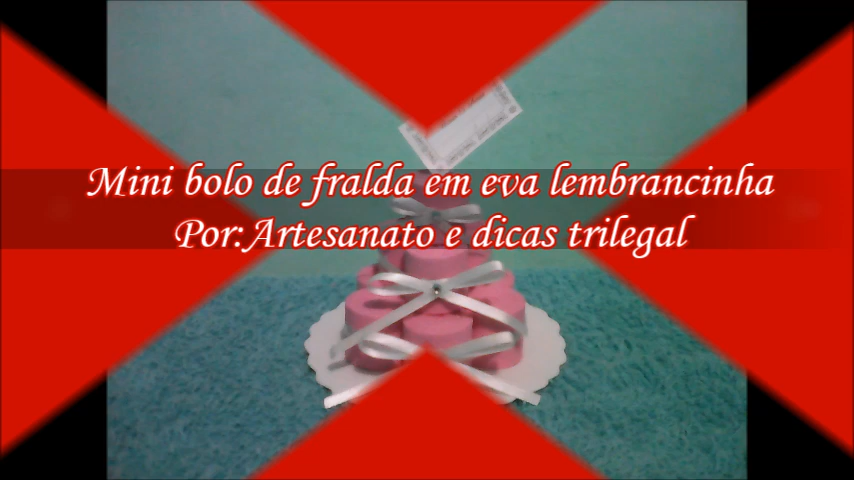 Mini bolo de fralda em eva lembrancinha
Por:Artesanato e dicas trilegal